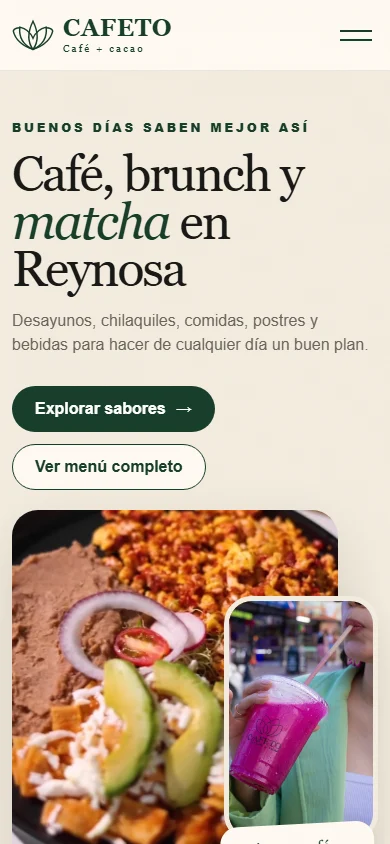 CAFETO
Café + cacao
BUENOS DÍAS SABEN MEJOR ASÍ
Café, brunch y
matcha en
Reynosa
Desayunos, chilaquiles, comidas, postres y
bebidas para hacer de cualquier día un buen plan.
Explorar sabores →
Ver menú completo